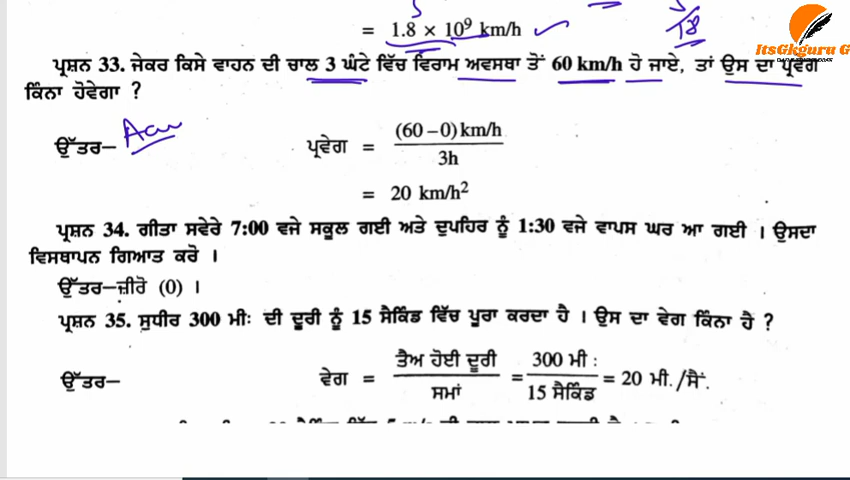 = 1.8 × 10⁹ km/h
5
18
ItsGkguru G
ਪ੍ਰਸ਼ਨ 33. ਜੇਕਰ ਕਿਸੇ ਵਾਹਨ ਦੀ ਚਾਲ 3 ਘੰਟੇ ਵਿੱਚ ਵਿਰਾਮ ਅਵਸਥਾ ਤੋਂ 60 km/h ਹੋ ਜਾਏ, ਤਾਂ ਉਸ ਦਾ ਪ੍ਰਵੇਗ
ਕਿੰਨਾ ਹੋਵੇਗਾ ?
ਉੱਤਰ– ਪ੍ਰਵੇਗ = (60 – 0) km/h
3h
= 20 km/h²
ਪ੍ਰਸ਼ਨ 34. ਗੀਤਾ ਸਵੇਰੇ 7:00 ਵਜੇ ਸਕੂਲ ਗਈ ਅਤੇ ਦੁਪਹਿਰ ਨੂੰ 1:30 ਵਜੇ ਵਾਪਸ ਘਰ ਆ ਗਈ । ਉਸਦਾ
ਵਿਸਥਾਪਨ ਗਿਆਤ ਕਰੋ ।
ਉੱਤਰ–ਜ਼ੀਰੋ (0) ।
ਪ੍ਰਸ਼ਨ 35. ਸੁਧੀਰ 300 ਮੀਃ ਦੀ ਦੂਰੀ ਨੂੰ 15 ਸੈਕਿੰਡ ਵਿੱਚ ਪੂਰਾ ਕਰਦਾ ਹੈ । ਉਸ ਦਾ ਵੇਗ ਕਿੰਨਾ ਹੈ ?
ਤੈਅ ਹੋਈ ਦੂਰੀ 300 ਮੀ :
ਉੱਤਰ– ਵੇਗ = = = 20 ਮੀ./ਸੈਂ.
ਸਮਾਂ 15 ਸੈਕਿੰਡ